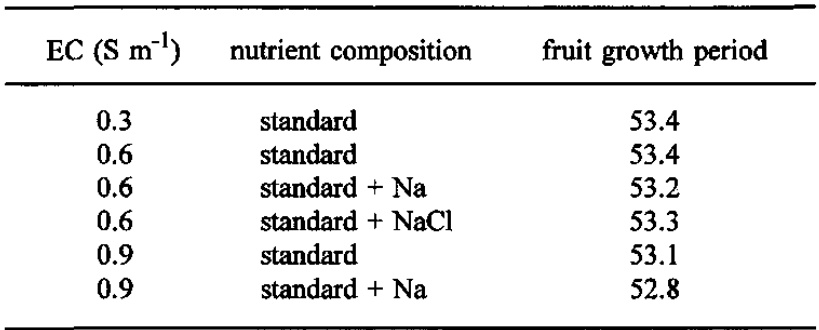 EC (S m⁻¹) nutrient composition fruit growth period
0.3 standard 53.4
0.6 standard 53.4
0.6 standard + Na 53.2
0.6 standard + NaCl 53.3
0.9 standard 53.1
0.9 standard + Na 52.8